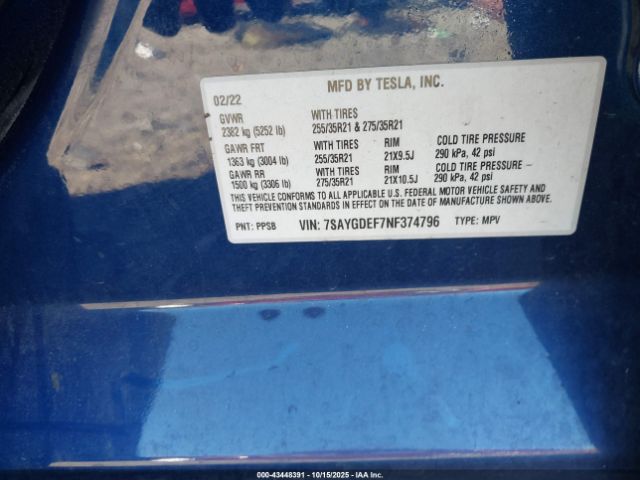 MFD BY TESLA, INC.
02/22
GVWR WITH TIRES
2382 kg (5252 lb) 255/35R21 & 275/35R21
GAWR FRT WITH TIRES RIM COLD TIRE PRESSURE
1363 kg (3004 lb) 255/35R21 21X9.5J 290 kPa, 42 psi
GAWR RR WITH TIRES RIM COLD TIRE PRESSURE
1500 kg (3306 lb) 275/35R21 21X10.5J 290 kPa, 42 psi
THIS VEHICLE CONFORMS TO ALL APPLICABLE U.S. FEDERAL MOTOR VEHICLE SAFETY AND
THEFT PREVENTION STANDARDS IN EFFECT ON THE DATE OF MANUFACTURE SHOWN ABOVE.
PNT: PPSB VIN: 7SAYGDEF7NF374796 TYPE: MPV
000-43448391 - 10/15/2025 - IAA Inc.